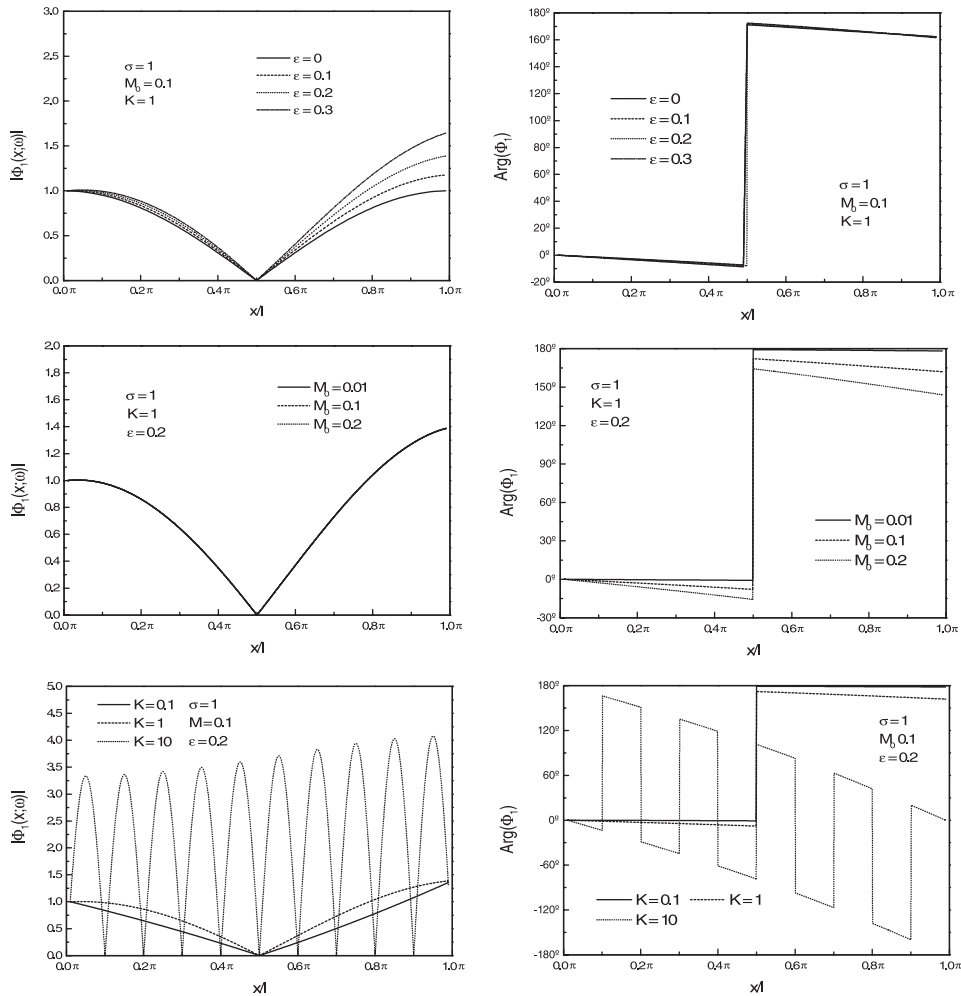 3.0
2.5
2.0
1.5
1.0
0.5
0.0
|Φ₁(x;ω)|
σ=1
M₀=0.1
K=1
ε=0
ε=0.1
ε=0.2
ε=0.3
0.0π 0.2π 0.4π 0.6π 0.8π 1.0π
x/l
180º
160º
140º
120º
100º
80º
60º
40º
20º
0º
-20º
Arg(Φ₁)
ε=0
ε=0.1
ε=0.2
ε=0.3
σ=1
M₀=0.1
K=1
0.0π 0.2π 0.4π 0.6π 0.8π 1.0π
x/l
2.0
1.8
1.6
1.4
1.2
1.0
0.8
0.6
0.4
0.2
0.0
|Φ₁(x;ω)|
σ=1
K=1
ε=0.2
M₀=0.01
M₀=0.1
M₀=0.2
0.0π 0.2π 0.4π 0.6π 0.8π 1.0π
x/l
180º
150º
120º
90º
60º
30º
0º
-30º
Arg(Φ₁)
σ=1
K=1
ε=0.2
M₀=0.01
M₀=0.1
M₀=0.2
0.0π 0.2π 0.4π 0.6π 0.8π 1.0π
x/l
5.0
4.5
4.0
3.5
3.0
2.5
2.0
1.5
1.0
0.5
0.0
|Φ₁(x;ω)|
K=0.1 σ=1
K=1 M=0.1
K=10 ε=0.2
0.0π 0.2π 0.4π 0.6π 0.8π 1.0π
x/l
180º
120º
60º
0º
-60º
-120º
-180º
Arg(Φ₁)
σ=1
M₀0.1
ε=0.2
K=0.1 K=1
K=10
0.0π 0.2π 0.4π 0.6π 0.8π 1.0π
x/l